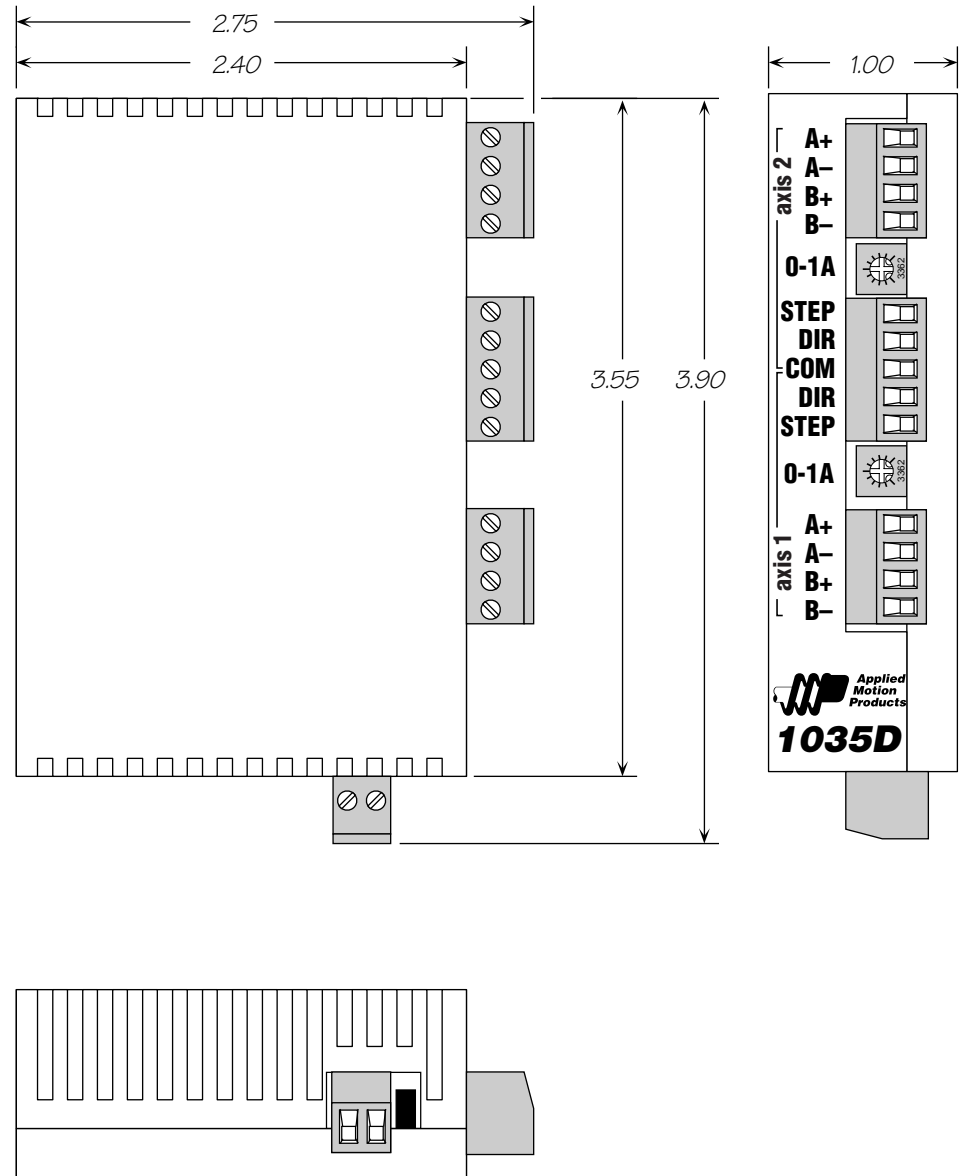 2.75
2.40
1.00
3.55
3.90
axis 2
A+
A–
B+
B–
0-1A
3362
STEP
DIR
COM
DIR
STEP
0-1A
3362
axis 1
A+
A–
B+
B–
Applied
Motion
Products
1035D